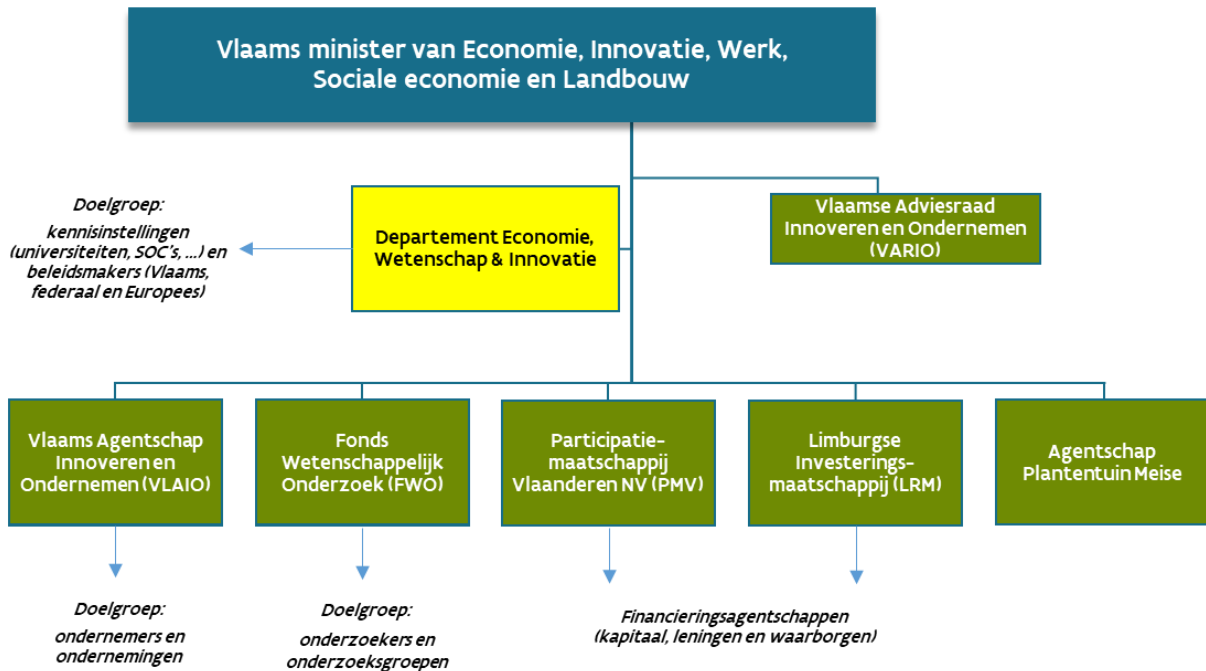 Vlaams minister van Economie, Innovatie, Werk,
Sociale economie en Landbouw
Doelgroep:
kennisinstellingen
(universiteiten, SOC's, ...) en
beleidsmakers (Vlaams,
federaal en Europees)
Departement Economie,
Wetenschap & Innovatie
Vlaamse Adviesraad
Innoveren en Ondernemen
(VARIO)
Vlaams Agentschap
Innoveren en
Ondernemen (VLAIO)
Fonds
Wetenschappelijk
Onderzoek (FWO)
Participatie-
maatschappij
Vlaanderen NV (PMV)
Limburgse
Investerings-
maatschappij (LRM)
Agentschap
Plantentuin Meise
Doelgroep:
ondernemers en
ondernemingen
Doelgroep:
onderzoekers en
onderzoeksgroepen
Financieringsagentschappen
(kapitaal, leningen en waarborgen)